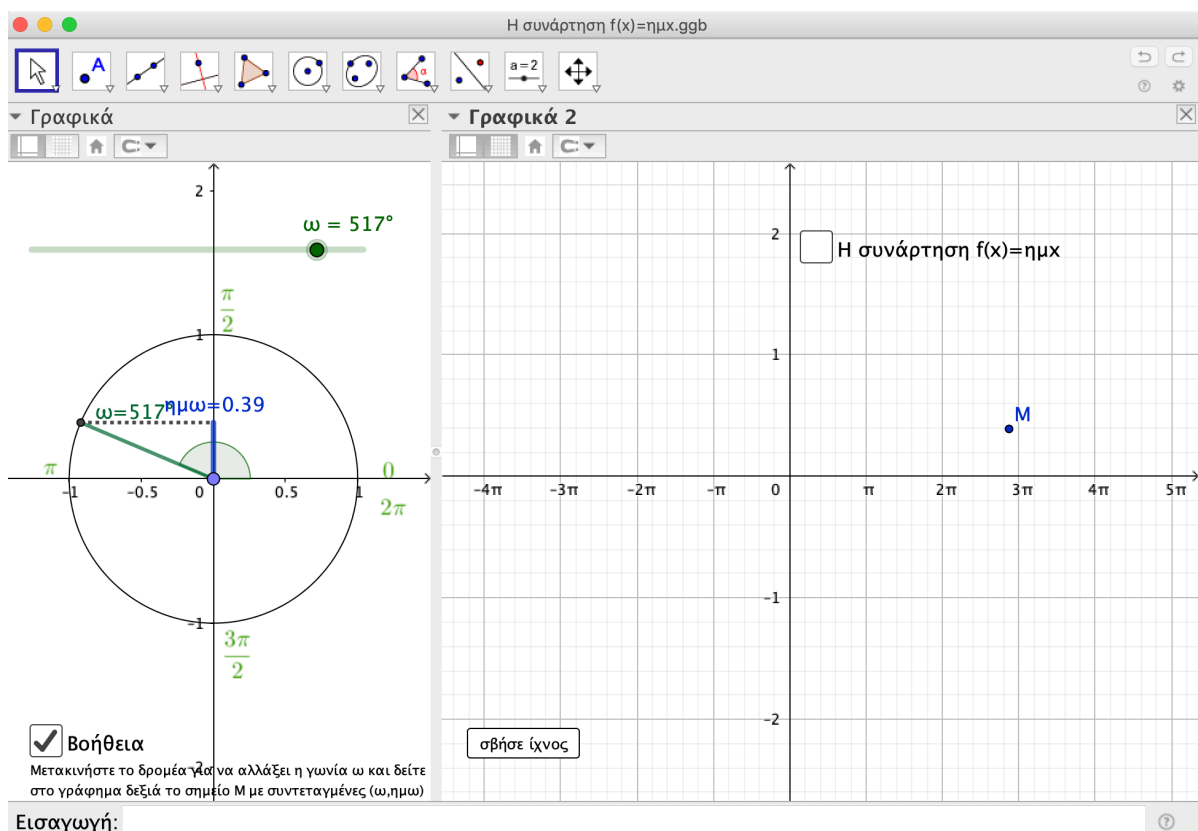 Η συνάρτηση f(x)=ημx.ggb
A
α
a=2
Γραφικά
2
ω = 517°
π/2
1
ω=517°
ημω=0.39
π
0
-1
-0.5
0
0.5
1
2π
-1
3π/2
Βοήθεια
-2
Μετακινήστε το δρομέα για να αλλάξει η γωνία ω και δείτε
στο γράφημα δεξιά το σημείο Μ με συντεταγμένες (ω,ημω)
Γραφικά 2
2
Η συνάρτηση f(x)=ημx
1
M
-4π
-3π
-2π
-π
0
π
2π
3π
4π
5π
-1
-2
σβήσε ίχνος
Εισαγωγή: